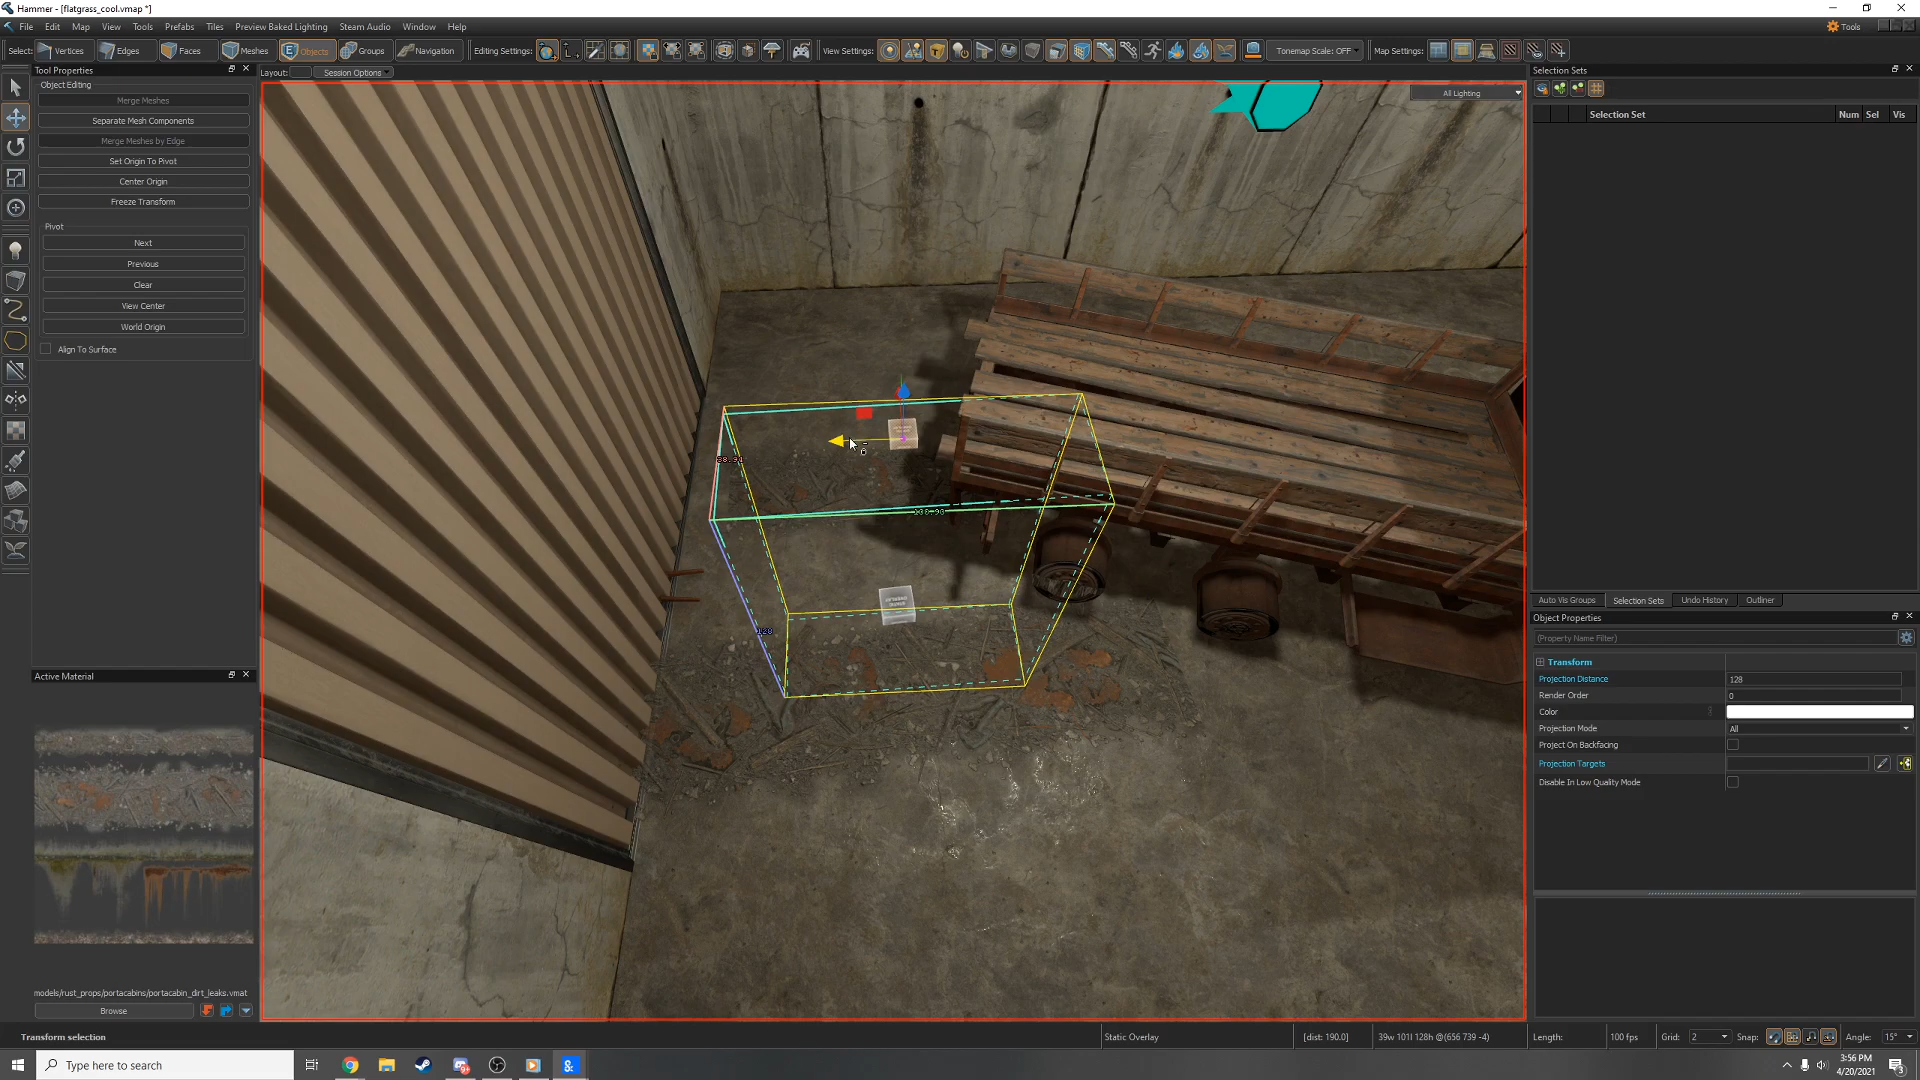 Hammer - [flatgrass_cool.vmap *]
File Edit Map View Tools Prefabs Tiles Preview Baked Lighting Steam Audio Window Help
Tools
Select: Vertices Edges Faces Meshes Objects Groups Navigation Editing Settings: View Settings: Tonemap Scale: OFF Map Settings:
Tool Properties
Layout: Session Options
Selection Sets
Object Editing
Merge Meshes
Separate Mesh Components
Merge Meshes by Edge
Set Origin To Pivot
Center Origin
Freeze Transform
Pivot
Next
Previous
Clear
View Center
World Origin
Align To Surface
All Lighting
Selection Set Num Sel Vis
128
Auto Vis Groups Selection Sets Undo History Outliner
Object Properties
(Property Name Filter)
Transform
Projection Distance 128
Render Order 0
Color
Projection Mode All
Project On Backfacing
Projection Targets
Disable In Low Quality Mode
Active Material
models/rust_props/portacabins/portacabin_dirt_leaks.vmat
Browse
Transform selection
Static Overlay
[dist: 190.0]
39w 101l 128h @(656 739 -4)
Length:
100 fps
Grid: 2
Snap:
Angle: 15°
Type here to search
3:56 PM
4/20/2021